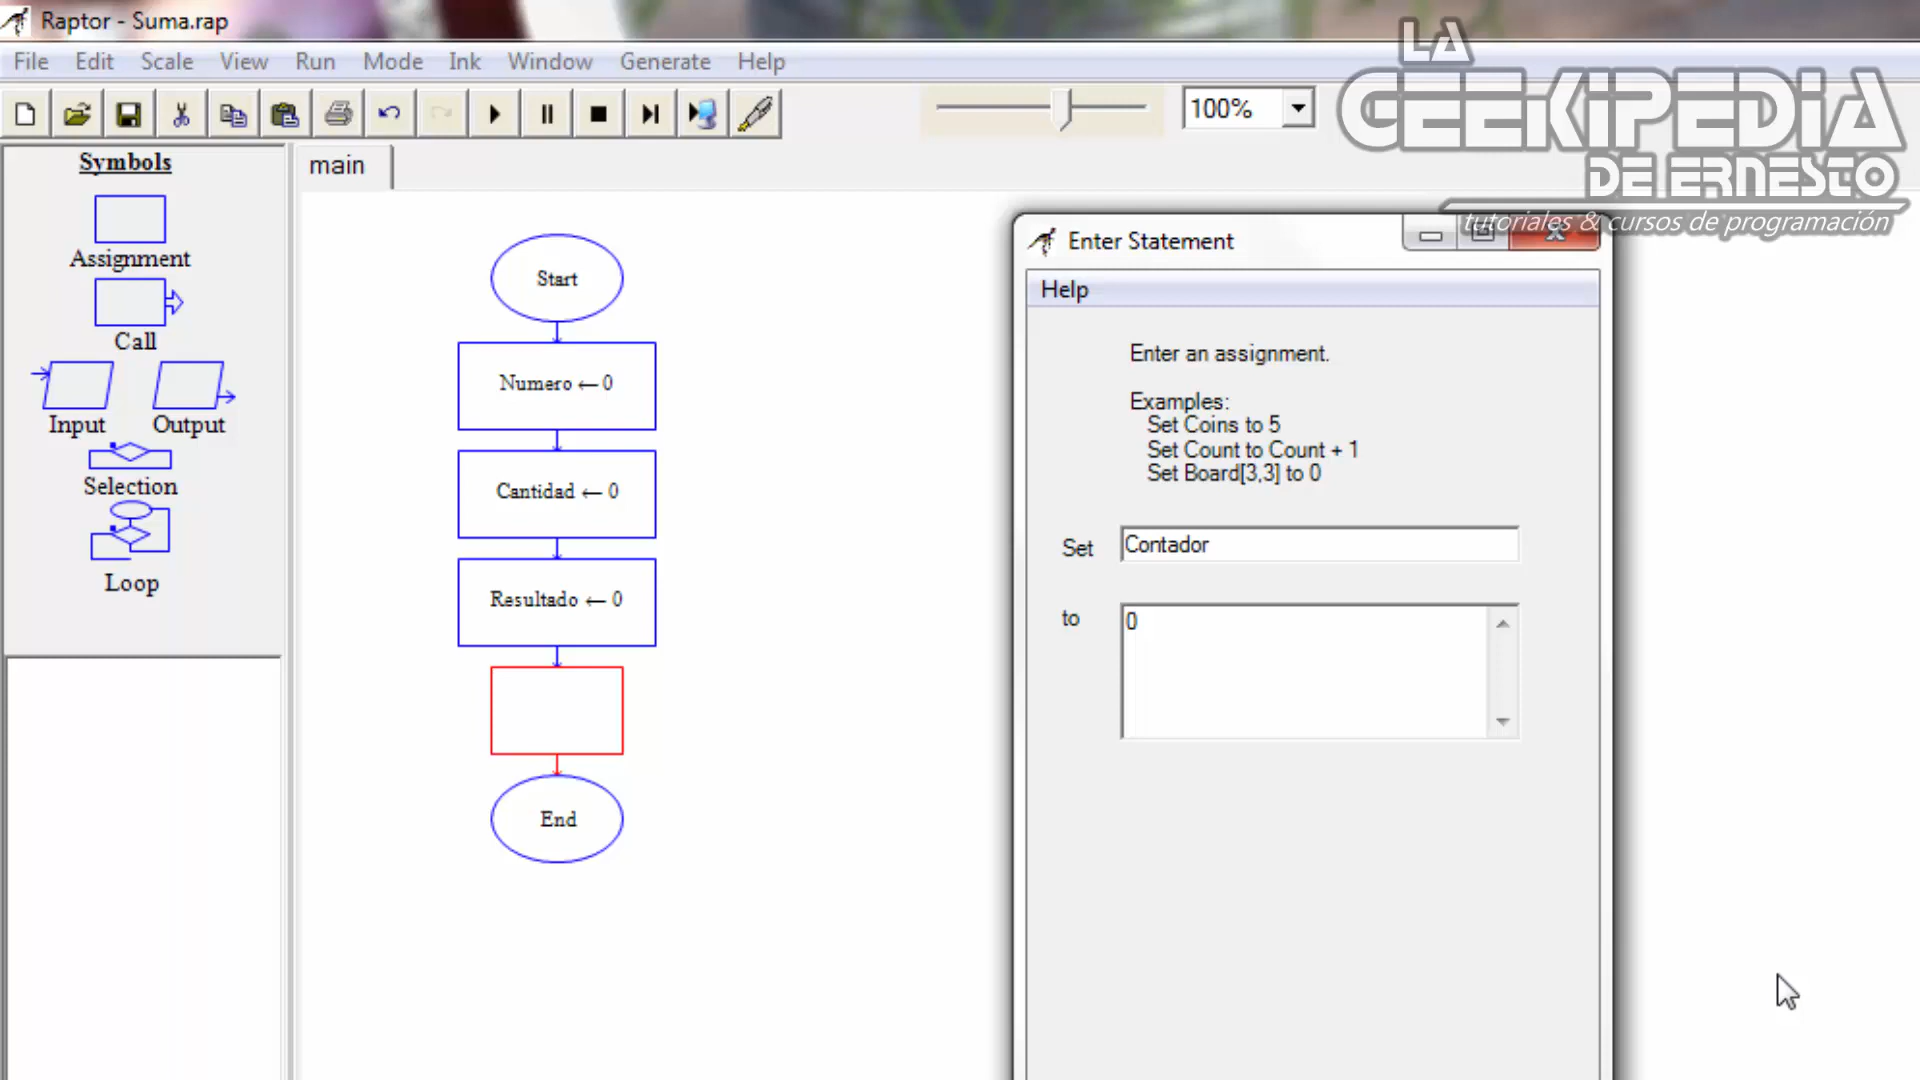 Raptor - Suma.rap
File Edit Scale View Run Mode Ink Window Generate Help
100%
LA
GEEKIPEDIA
DE ERNESTO
tutoriales & cursos de programación
Symbols
Assignment
Call
Input Output
Selection
Loop
main
Start
Numero ← 0
Cantidad ← 0
Resultado ← 0
End
Enter Statement
Help
Enter an assignment.
Examples:
Set Coins to 5
Set Count to Count + 1
Set Board[3,3] to 0
Set Contador
to 0